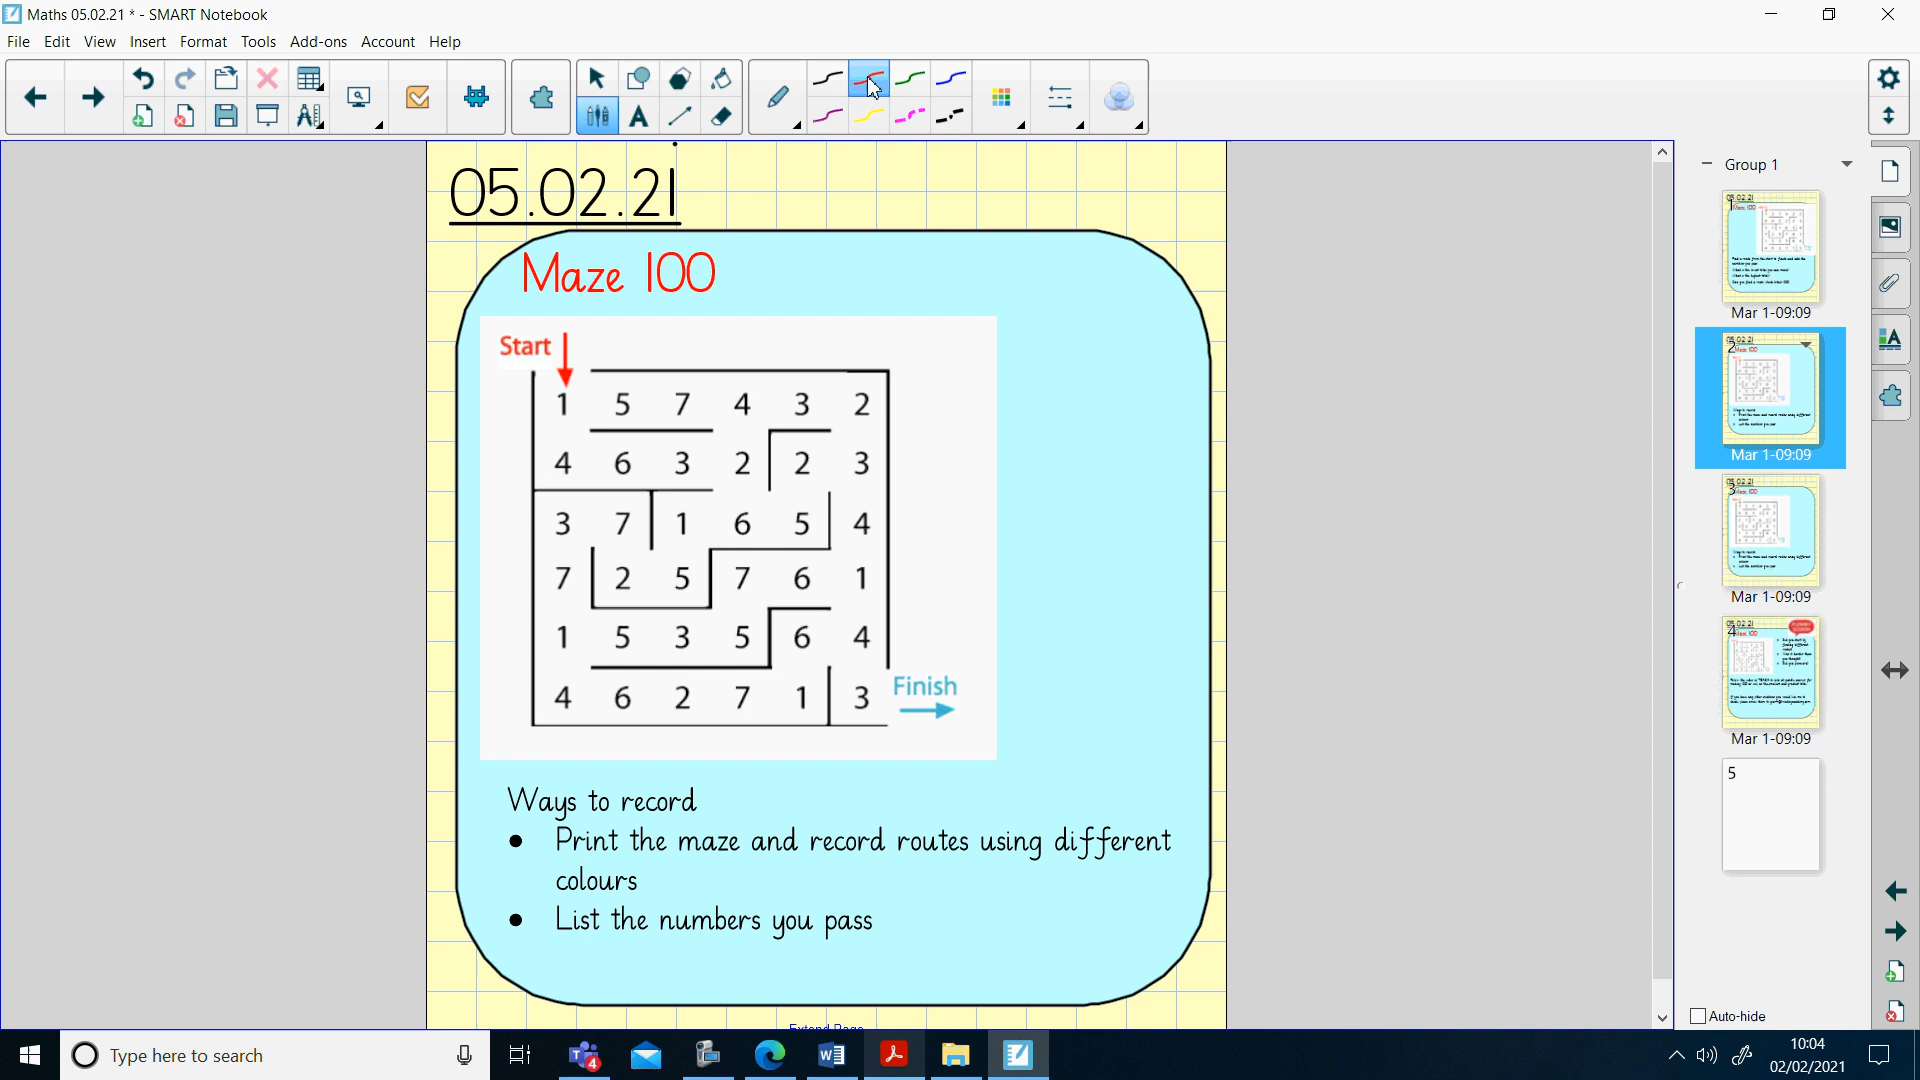 Maths 05.02.21 * - SMART Notebook
File Edit View Insert Format Tools Add-ons Account Help
05.02.21
Maze 100
Start
1 5 7 4 3 2
4 6 3 2 2 3
3 7 1 6 5 4
7 2 5 7 6 1
1 5 3 5 6 4
4 6 2 7 1 3
Finish
Ways to record
• Print the maze and record routes using different
colours
• List the numbers you pass
Group 1
1
Mar 1-09:09
2
Mar 1-09:09
3
Mar 1-09:09
4
Mar 1-09:09
5
Auto-hide
Type here to search
4
10:04
02/02/2021